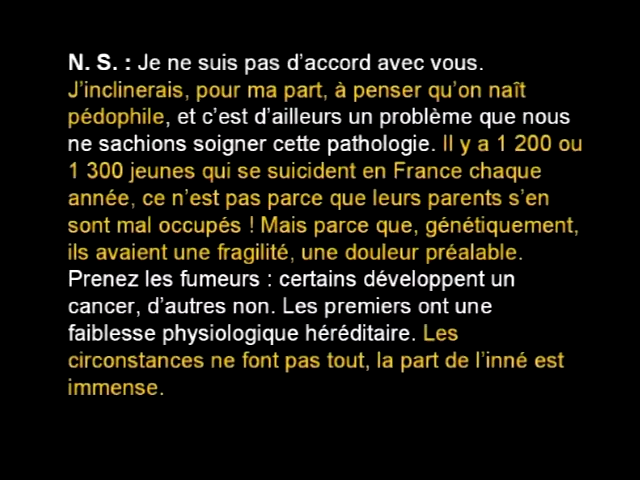 N. S. : Je ne suis pas d’accord avec vous.
J’inclinerais, pour ma part, à penser qu’on naît
pédophile, et c’est d’ailleurs un problème que nous
ne sachions soigner cette pathologie. Il y a 1 200 ou
1 300 jeunes qui se suicident en France chaque
année, ce n’est pas parce que leurs parents s’en
sont mal occupés ! Mais parce que, génétiquement,
ils avaient une fragilité, une douleur préalable.
Prenez les fumeurs : certains développent un
cancer, d’autres non. Les premiers ont une
faiblesse physiologique héréditaire. Les
circonstances ne font pas tout, la part de l’inné est
immense.